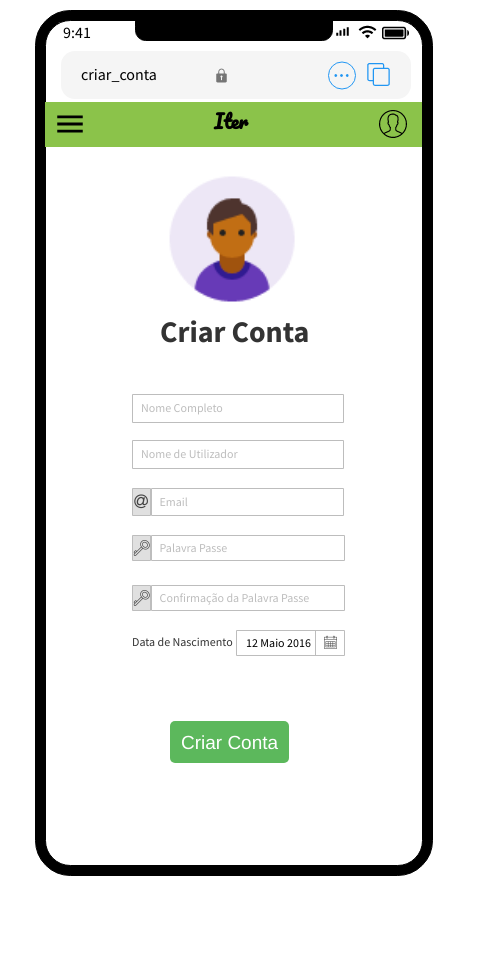 9:41
criar_conta
Iter
Criar Conta
Nome Completo
Nome de Utilizador
@ Email
Palavra Passe
Confirmação da Palavra Passe
Data de Nascimento 12 Maio 2016
Criar Conta